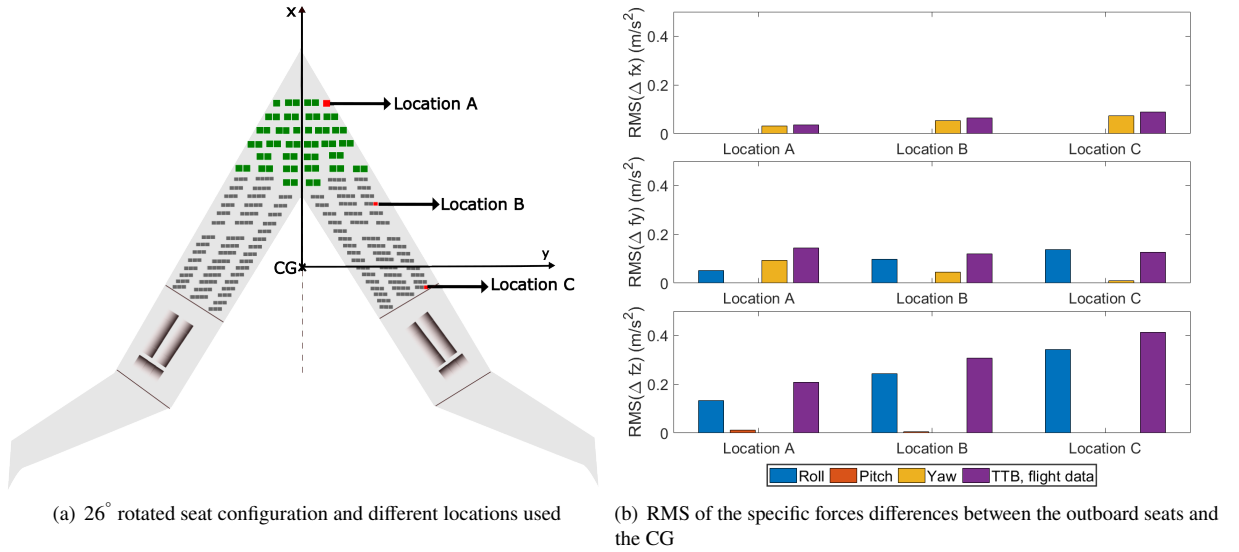 x
Location A
Location B
y
CG
Location C
(a) 26° rotated seat configuration and different locations used
RMS(Δ fx) (m/s²)
0.4
0.2
0
Location A
Location B
Location C
RMS(Δ fy) (m/s²)
0.4
0.2
0
Location A
Location B
Location C
RMS(Δ fz) (m/s²)
0.4
0.2
0
Location A
Location B
Location C
Roll
Pitch
Yaw
TTB, flight data
(b) RMS of the specific forces differences between the outboard seats and
the CG